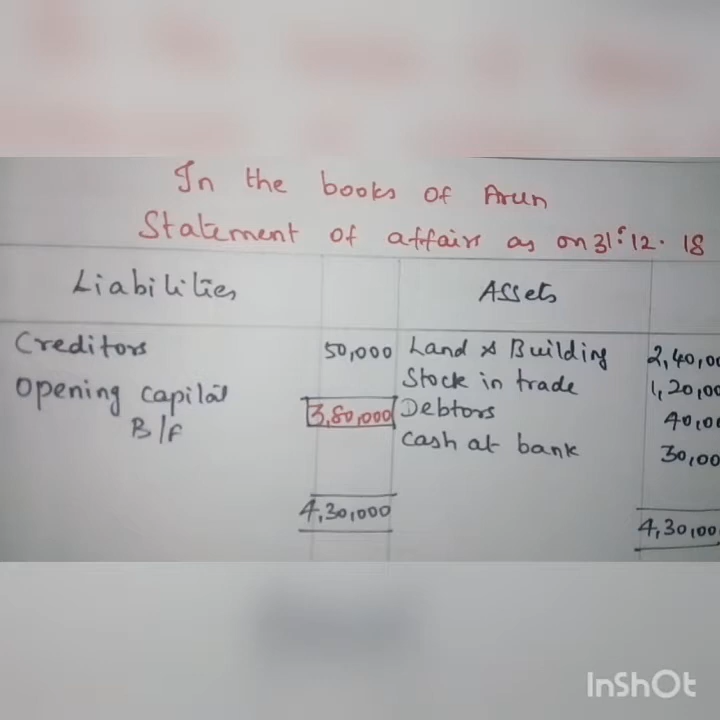 In the books of Arun
Statement of affairs as on 31.12.18
Liabilities Assets
Creditors 50,000 Land & Building 2,40,00
Stock in trade 1,20,00
Opening capital 3,80,000 Debtors 40,00
B/f Cash at bank 30,00
4,30,000 4,30,00
InShOt